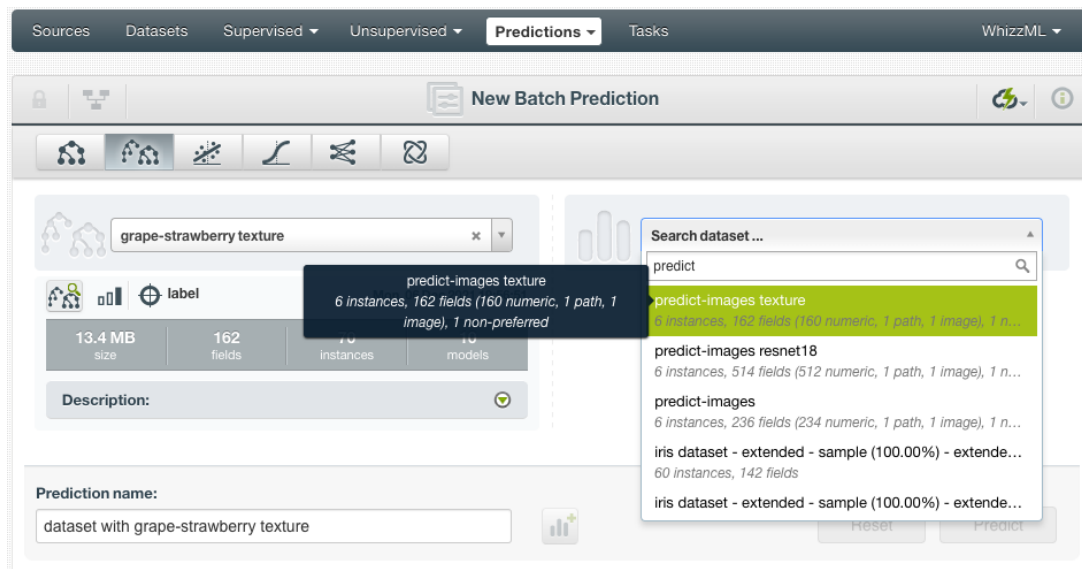 Sources Datasets Supervised Unsupervised Predictions Tasks WhizzML
New Batch Prediction
grape-strawberry texture
Search dataset ...
predict
label
predict-images texture
6 instances, 162 fields (160 numeric, 1 path, 1
image), 1 non-preferred
13.4 MB 162
size fields instances models
Description:
predict-images texture
6 instances, 162 fields (160 numeric, 1 path, 1 image), 1 n...
predict-images resnet18
6 instances, 514 fields (512 numeric, 1 path, 1 image), 1 n...
predict-images
6 instances, 236 fields (234 numeric, 1 path, 1 image), 1 n...
iris dataset - extended - sample (100.00%) - extende...
60 instances, 142 fields
iris dataset - extended - sample (100.00%) - extende...
Prediction name:
dataset with grape-strawberry texture
Reset Predict